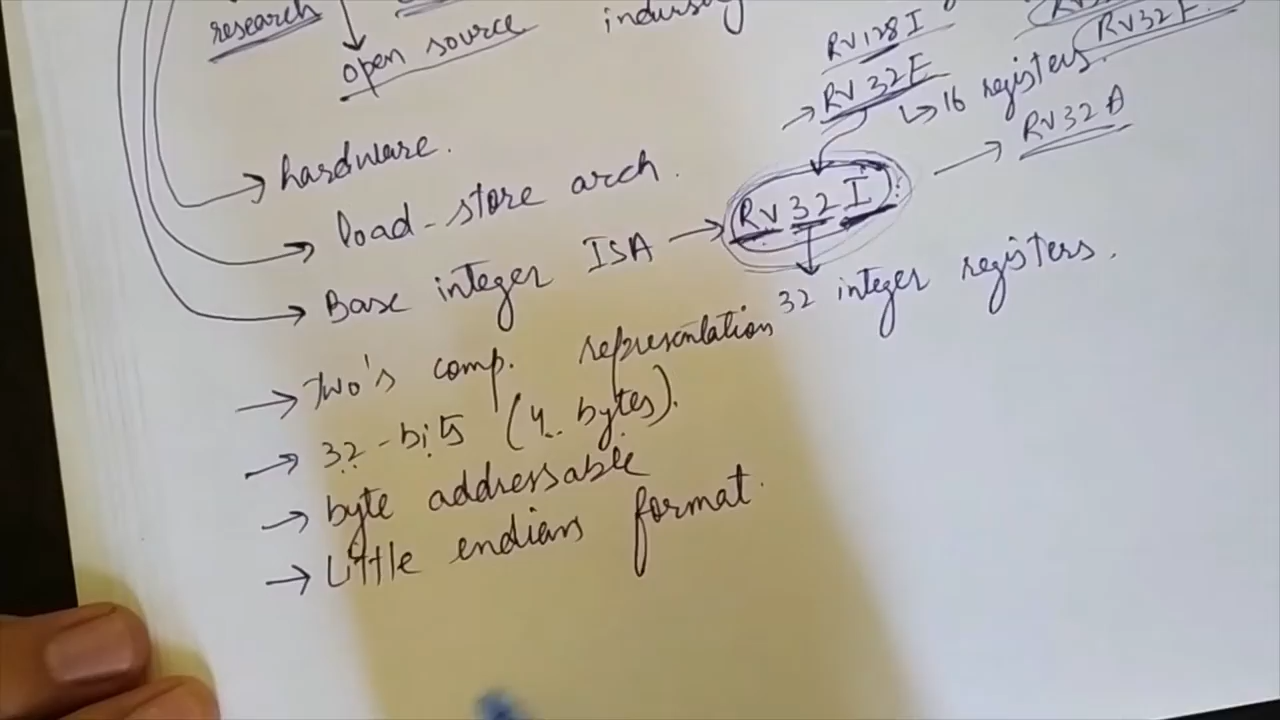 research
open source
RV128I
RV32F.
RV32E
16 registers.
RV32A
hardware.
load-store arch.
Base integer ISA → RV32I
32 integer registers.
→ Two's comp. representation
→ 32-bits (4 bytes).
→ byte addressable
→ Little endians format.